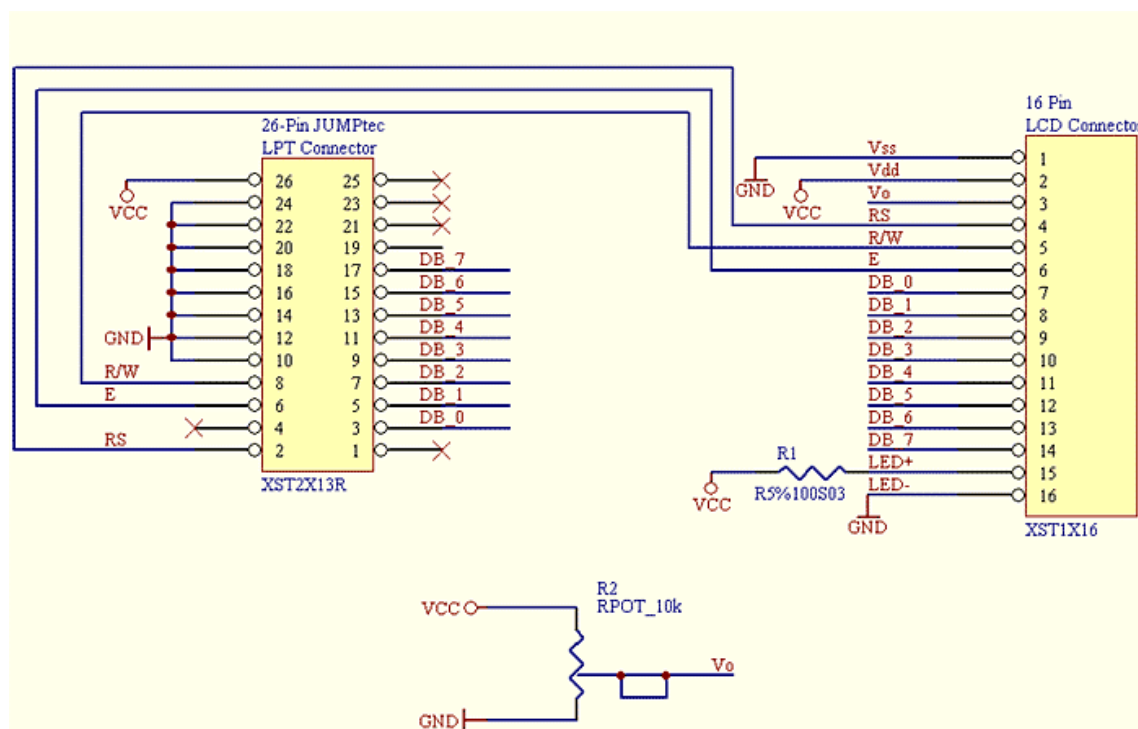 16 Pin
LCD Connecto
26-Pin JUMPtec
LPT Connector
Vss
1
GND
Vdd
2
VCC
Vo
3
RS
4
R/W
5
E
6
DB_0
7
DB_1
8
DB_2
9
DB_3
10
DB_4
11
DB_5
12
DB_6
13
DB_7
14
R1
LED+
15
R5%100S03
VCC
LED-
16
GND
XST1X16
26 25
VCC
24 23
22 21
20 19
18 17 DB_7
16 15 DB_6
14 13 DB_5
GND 12 11 DB_4
10 9 DB_3
R/W 8 7 DB_2
E 6 5 DB_1
4 3 DB_0
RS 2 1
XST2X13R
R2
RPOT_10k
VCC
Vo
GND